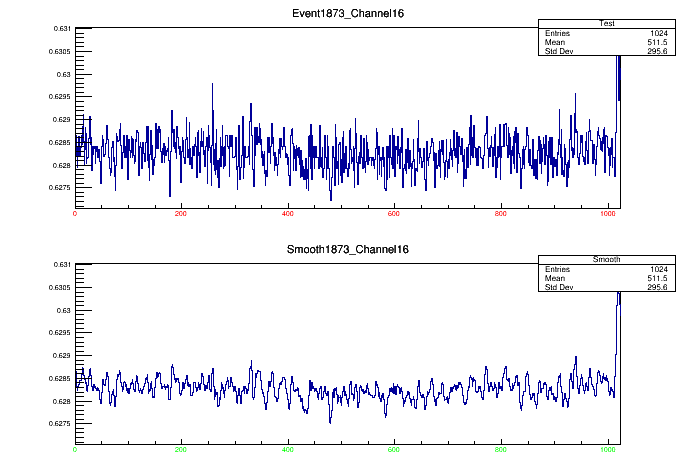 Event1873_Channel16
Test
Entries 1024
Mean 511.5
Std Dev 295.6
0.631
0.6305
0.63
0.6295
0.629
0.6285
0.628
0.6275
0 200 400 600 800 1000
Smooth1873_Channel16
Smooth
Entries 1024
Mean 511.5
Std Dev 295.6
0.631
0.6305
0.63
0.6295
0.629
0.6285
0.628
0.6275
0 200 400 600 800 1000